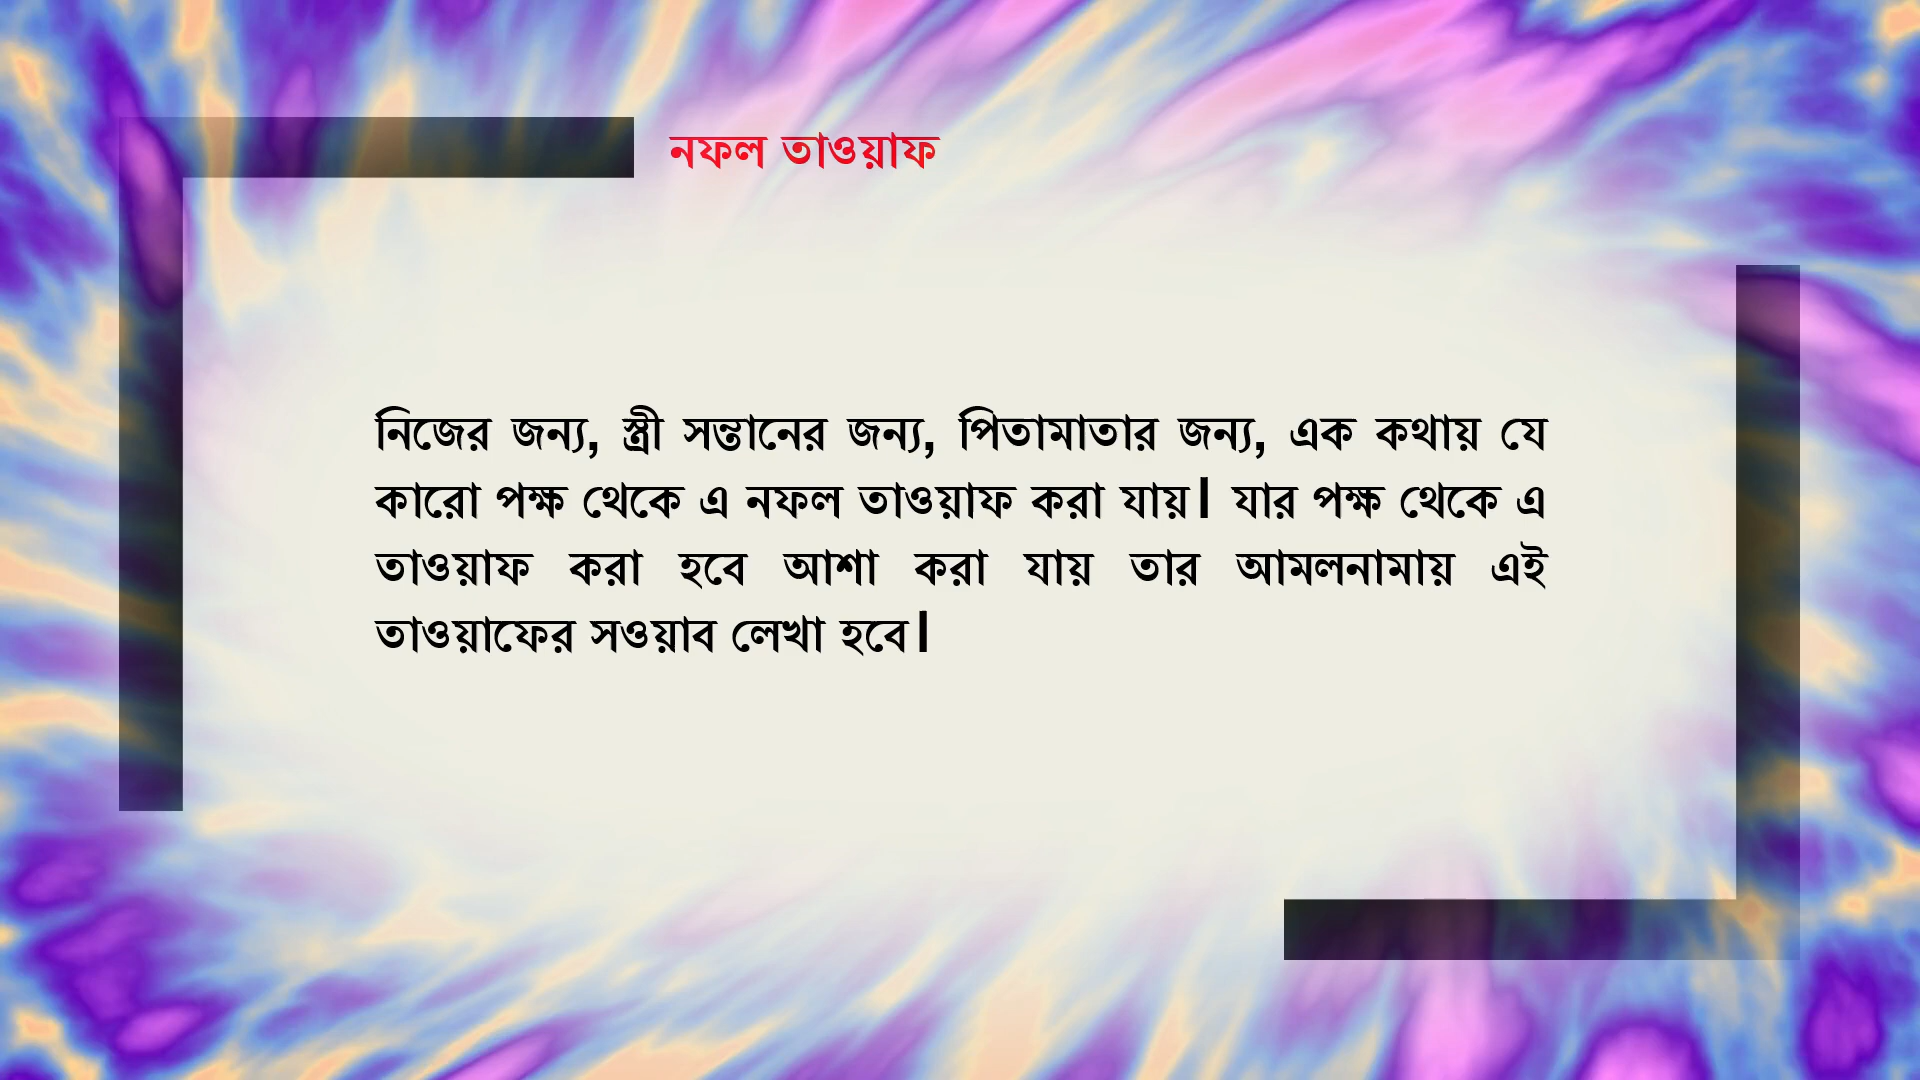 নফল তাওয়াফ
নিজের জন্য, স্ত্রী সন্তানের জন্য, পিতামাতার জন্য, এক কথায় যে
কারো পক্ষ থেকে এ নফল তাওয়াফ করা যায়। যার পক্ষ থেকে এ
তাওয়াফ করা হবে আশা করা যায় তার আমলনামায় এই
তাওয়াফের সওয়াব লেখা হবে।